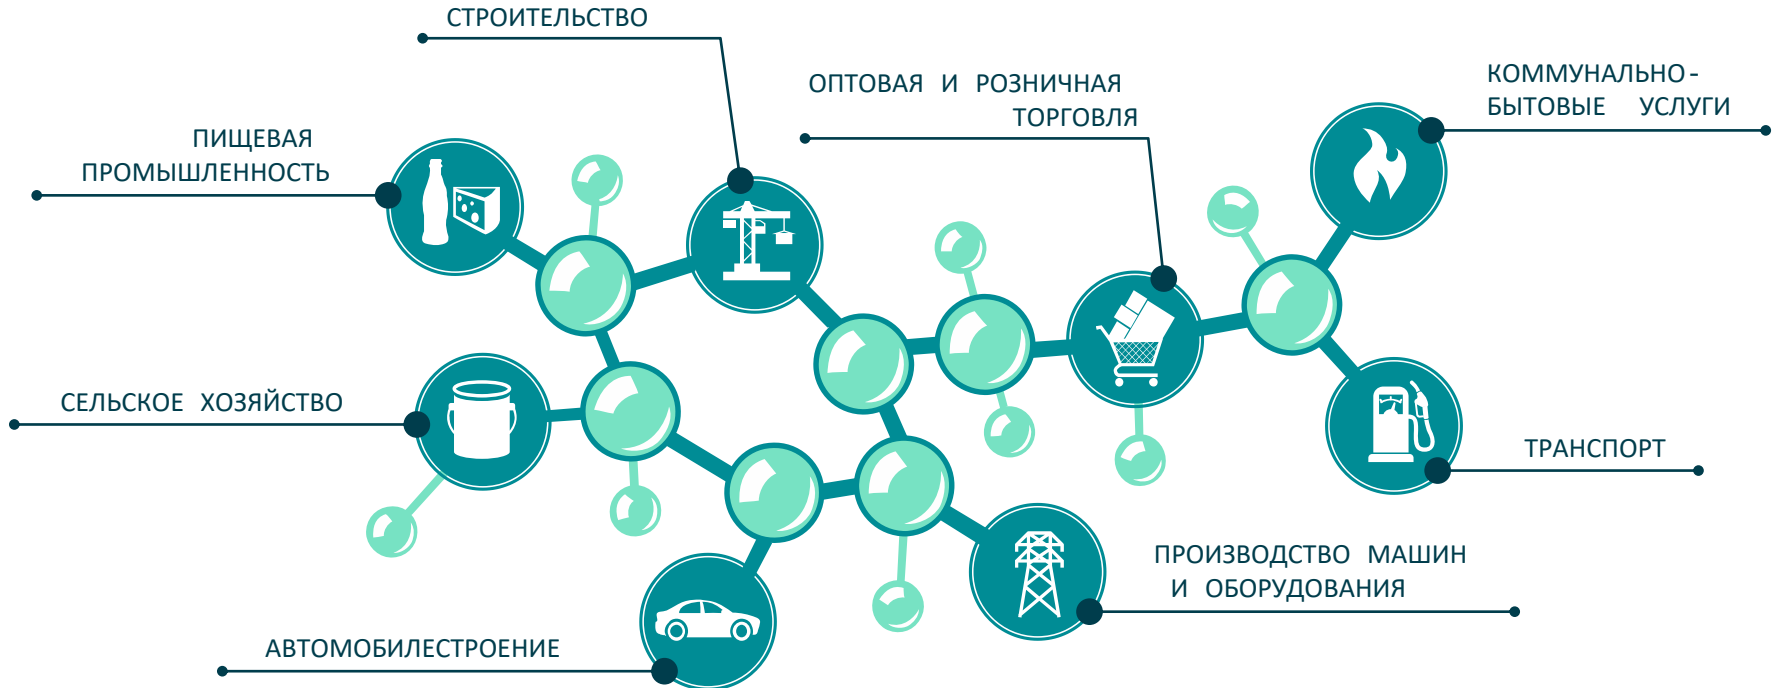 СТРОИТЕЛЬСТВО
ОПТОВАЯ И РОЗНИЧНАЯ
ТОРГОВЛЯ
КОММУНАЛЬНО-
БЫТОВЫЕ УСЛУГИ
ПИЩЕВАЯ
ПРОМЫШЛЕННОСТЬ
СЕЛЬСКОЕ ХОЗЯЙСТВО
ТРАНСПОРТ
ПРОИЗВОДСТВО МАШИН
И ОБОРУДОВАНИЯ
АВТОМОБИЛЕСТРОЕНИЕ